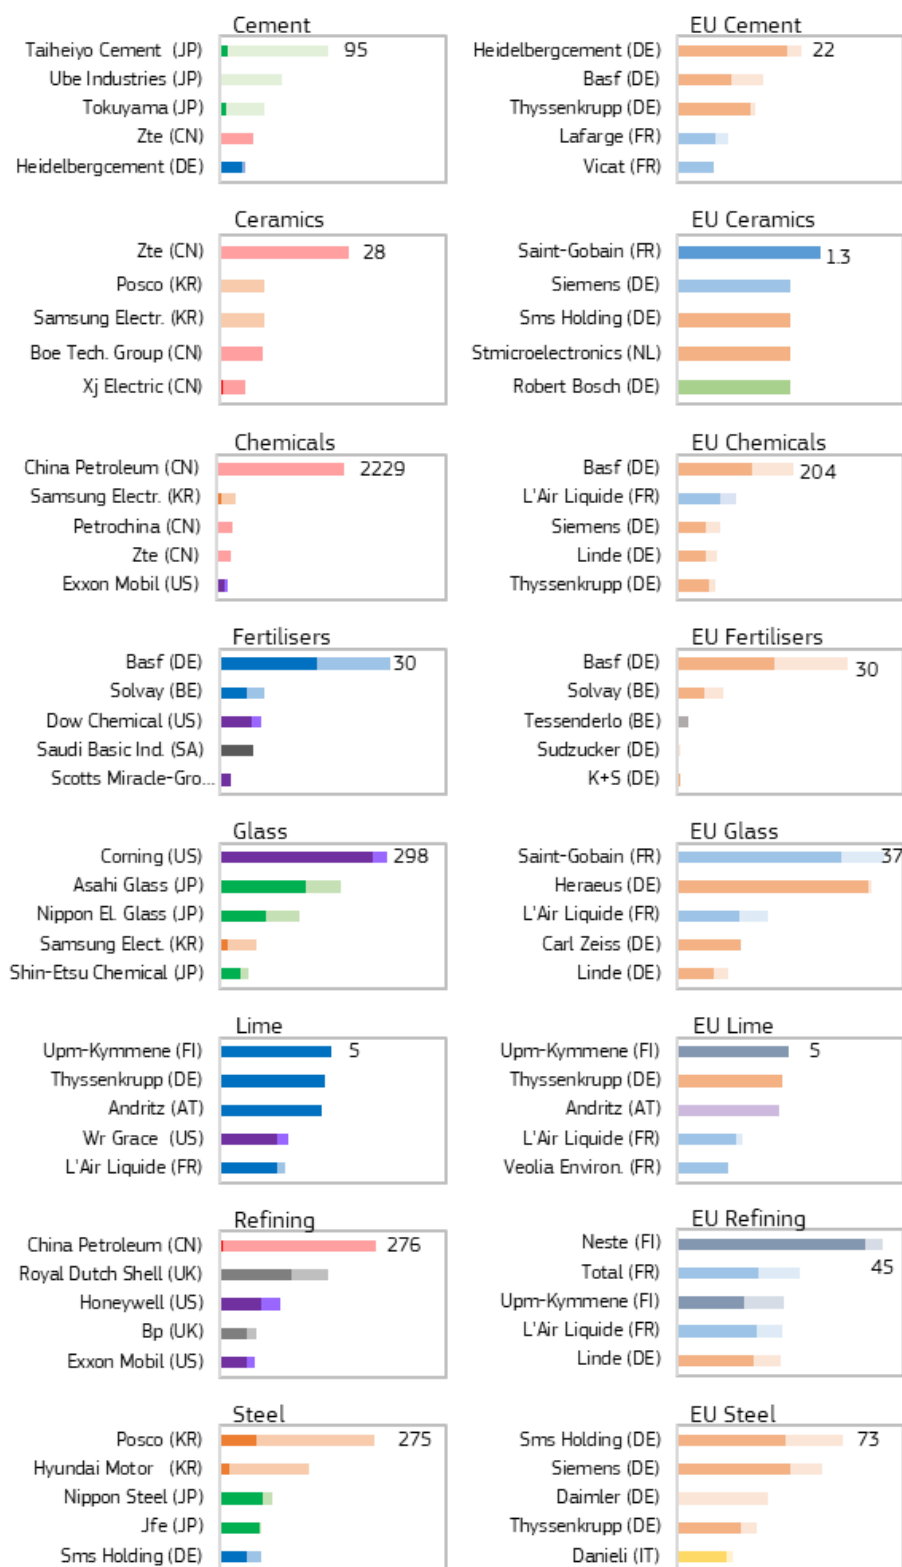 Cement
Taiheiyo Cement (JP)
95
Ube Industries (JP)
Tokuyama (JP)
Zte (CN)
Heidelbergcement (DE)
EU Cement
Heidelbergcement (DE)
22
Basf (DE)
Thyssenkrupp (DE)
Lafarge (FR)
Vicat (FR)
Ceramics
Zte (CN)
28
Posco (KR)
Samsung Electr. (KR)
Boe Tech. Group (CN)
Xj Electric (CN)
EU Ceramics
Saint-Gobain (FR)
1.3
Siemens (DE)
Sms Holding (DE)
Stmicroelectronics (NL)
Robert Bosch (DE)
Chemicals
China Petroleum (CN)
2229
Samsung Electr. (KR)
Petrochina (CN)
Zte (CN)
Exxon Mobil (US)
EU Chemicals
Basf (DE)
204
L'Air Liquide (FR)
Siemens (DE)
Linde (DE)
Thyssenkrupp (DE)
Fertilisers
Basf (DE)
30
Solvay (BE)
Dow Chemical (US)
Saudi Basic Ind. (SA)
Scotts Miracle-Gro...
EU Fertilisers
Basf (DE)
30
Solvay (BE)
Tessenderlo (BE)
Sudzucker (DE)
K+S (DE)
Glass
Corning (US)
298
Asahi Glass (JP)
Nippon El. Glass (JP)
Samsung Elect. (KR)
Shin-Etsu Chemical (JP)
EU Glass
Saint-Gobain (FR)
37
Heraeus (DE)
L'Air Liquide (FR)
Carl Zeiss (DE)
Linde (DE)
Lime
Upm-Kymmene (FI)
5
Thyssenkrupp (DE)
Andritz (AT)
Wr Grace (US)
L'Air Liquide (FR)
EU Lime
Upm-Kymmene (FI)
5
Thyssenkrupp (DE)
Andritz (AT)
L'Air Liquide (FR)
Veolia Environ. (FR)
Refining
China Petroleum (CN)
276
Royal Dutch Shell (UK)
Honeywell (US)
Bp (UK)
Exxon Mobil (US)
EU Refining
Neste (FI)
45
Total (FR)
Upm-Kymmene (FI)
L'Air Liquide (FR)
Linde (DE)
Steel
Posco (KR)
275
Hyundai Motor (KR)
Nippon Steel (JP)
Jfe (JP)
Sms Holding (DE)
EU Steel
Sms Holding (DE)
73
Siemens (DE)
Daimler (DE)
Thyssenkrupp (DE)
Danieli (IT)